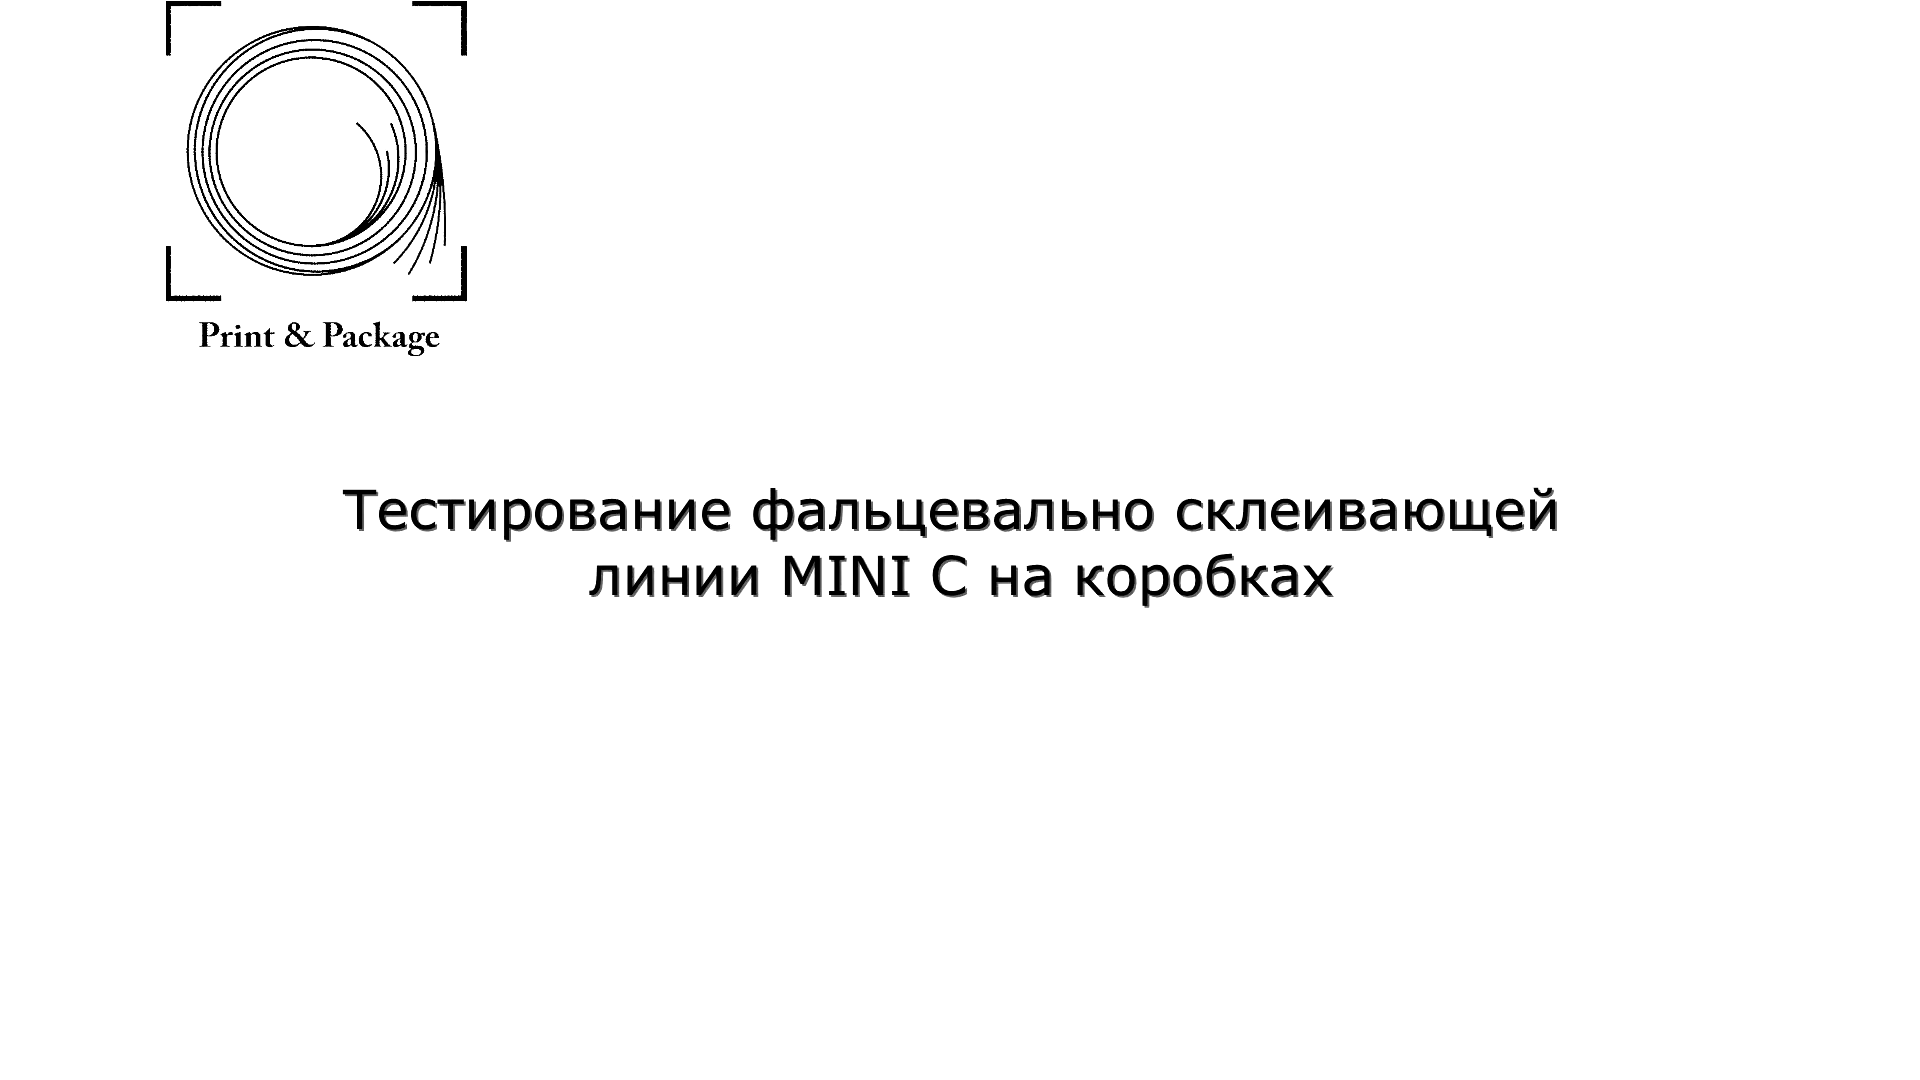 Print & Package
Тестирование фальцевально склеивающей
линии MINI C на коробках